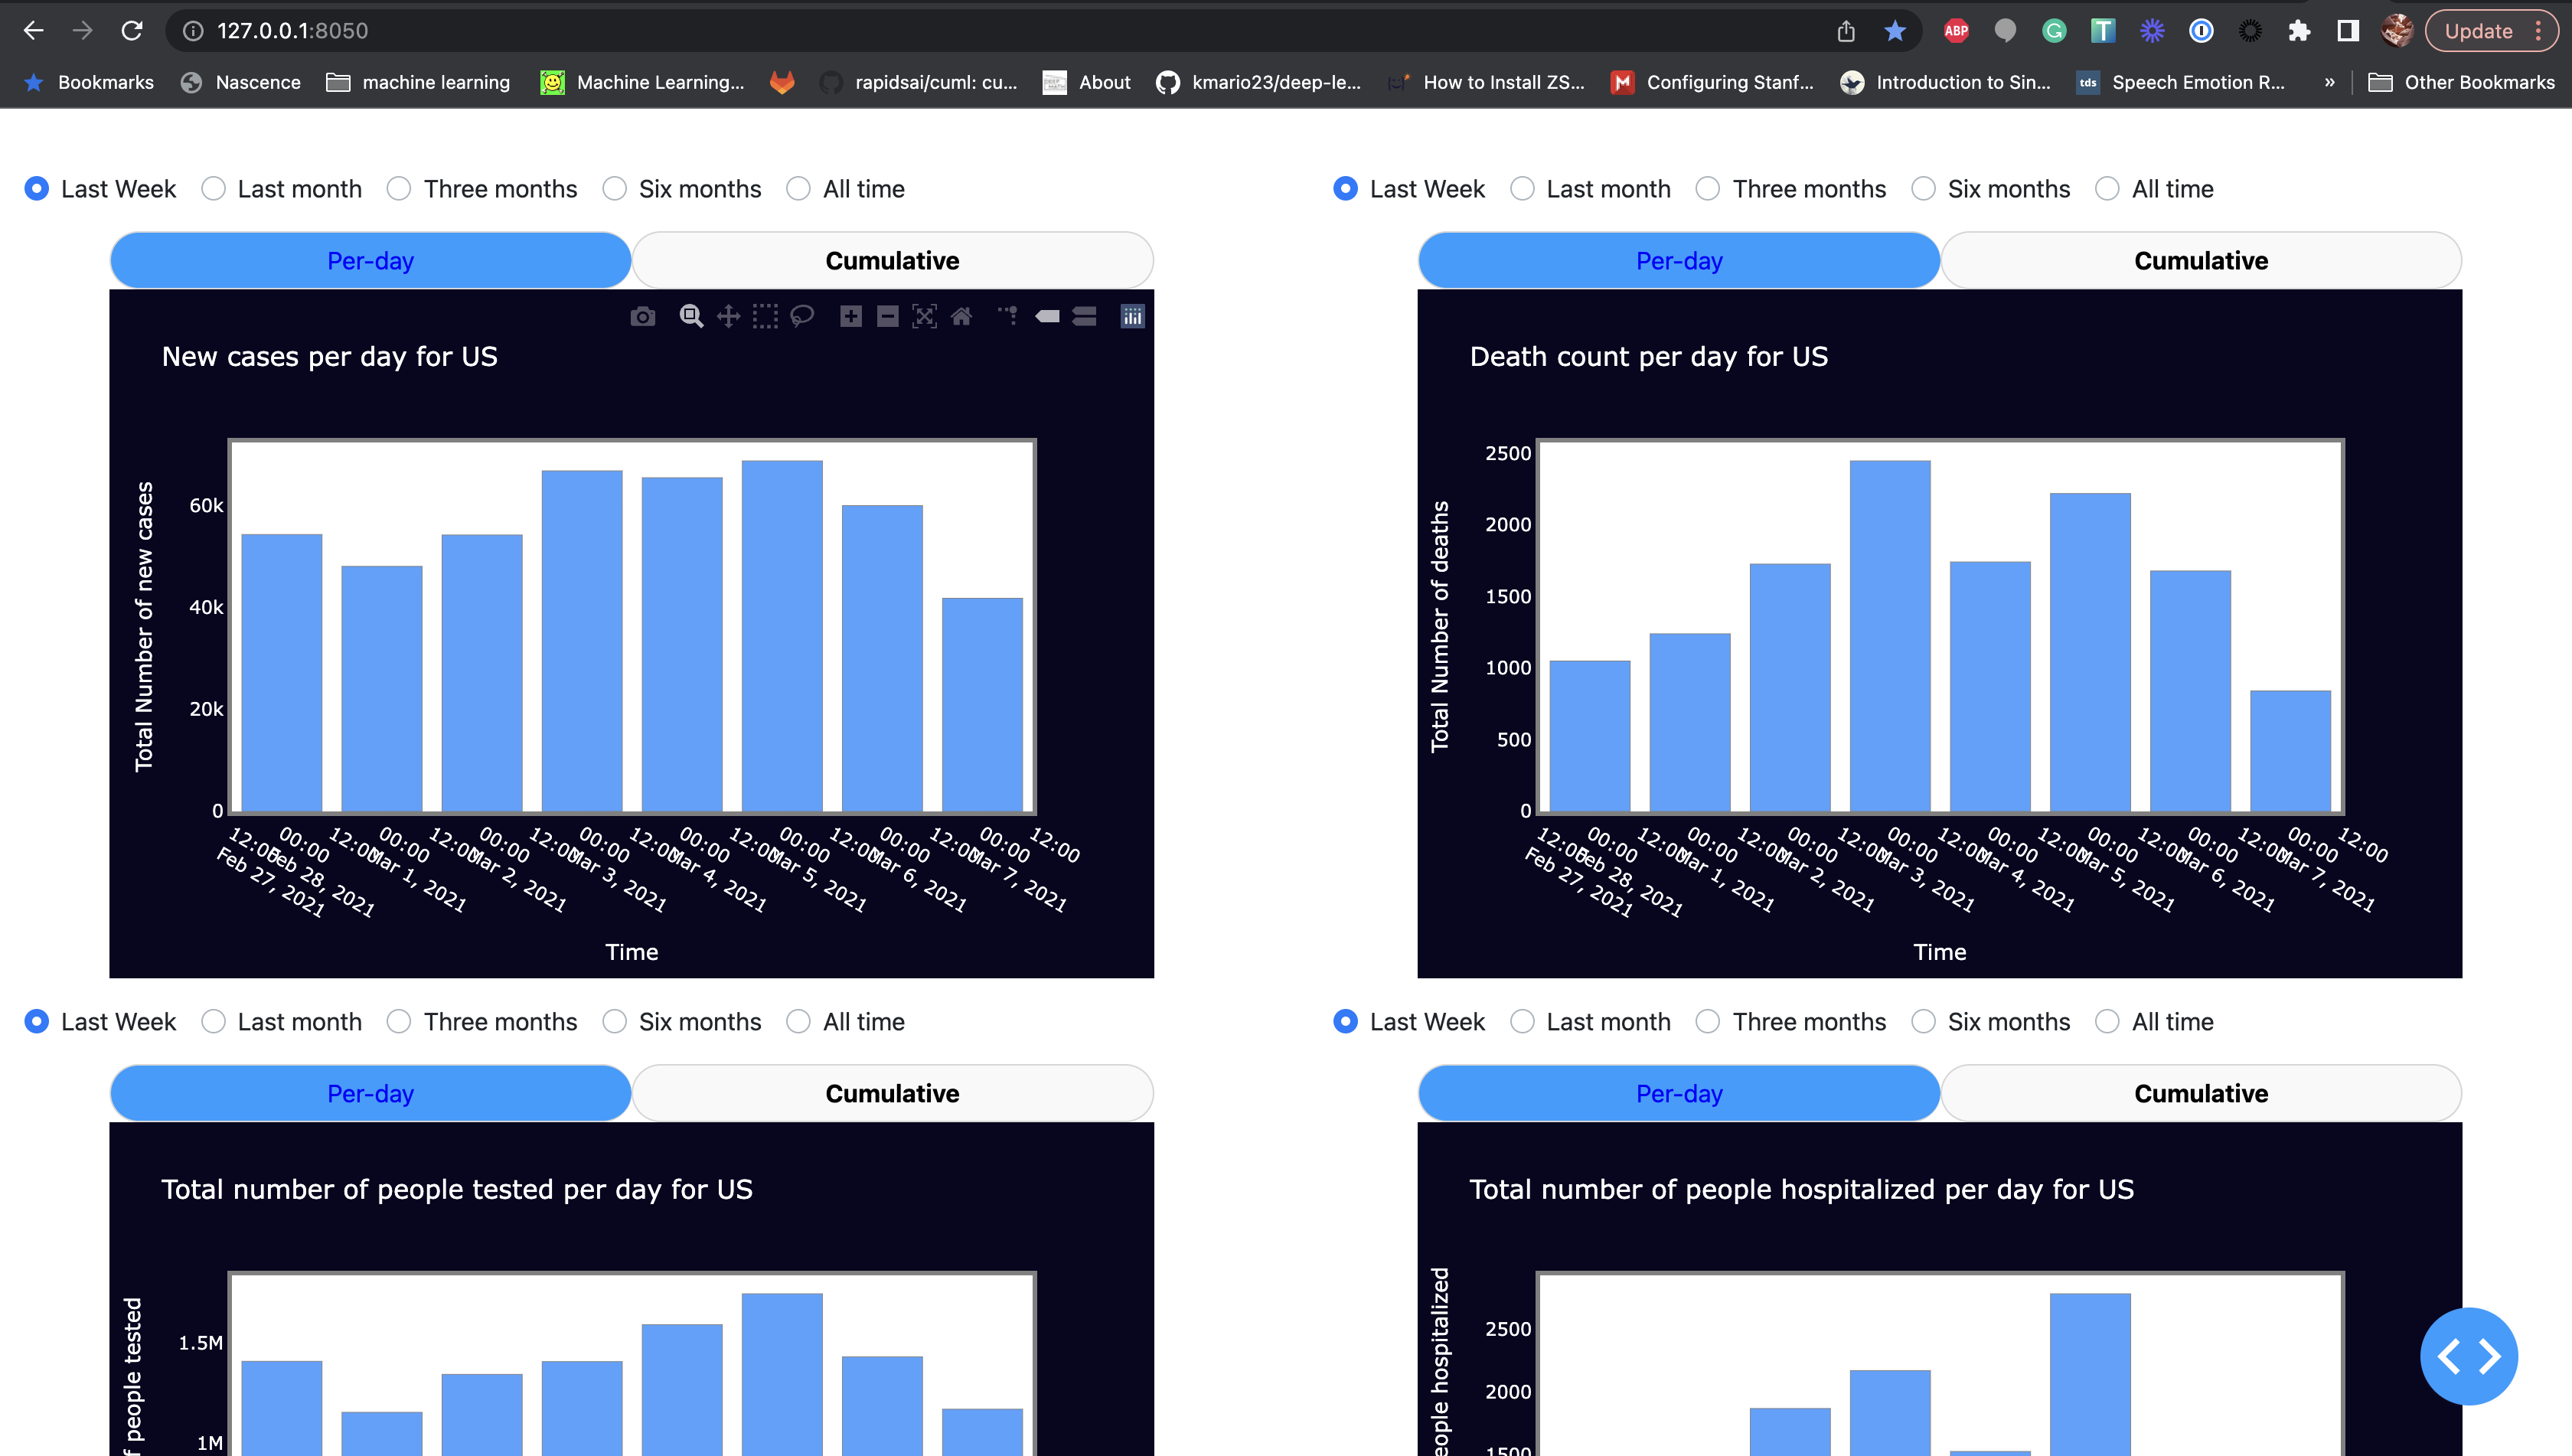 127.0.0.1:8050
ABP
G
T
Update
Bookmarks
Nascence
machine learning
Machine Learning...
rapidsai/cuml: cu...
About
kmario23/deep-le...
How to Install ZS...
M
Configuring Stanf...
Introduction to Sin...
tds
Speech Emotion R...
»
Other Bookmarks
Last Week
Last month
Three months
Six months
All time
Per-day
Cumulative
New cases per day for US
Total Number of new cases
60k
40k
20k
0
12:00
Feb 27, 2021
00:00
Feb 28, 2021
12:00
00:00
Mar 1, 2021
12:00
00:00
Mar 2, 2021
12:00
00:00
Mar 3, 2021
12:00
00:00
Mar 4, 2021
12:00
00:00
Mar 5, 2021
12:00
00:00
Mar 6, 2021
12:00
00:00
Mar 7, 2021
12:00
Time
Last Week
Last month
Three months
Six months
All time
Per-day
Cumulative
Death count per day for US
Total Number of deaths
2500
2000
1500
1000
500
0
12:00
Feb 27, 2021
00:00
Feb 28, 2021
12:00
00:00
Mar 1, 2021
12:00
00:00
Mar 2, 2021
12:00
00:00
Mar 3, 2021
12:00
00:00
Mar 4, 2021
12:00
00:00
Mar 5, 2021
12:00
00:00
Mar 6, 2021
12:00
00:00
Mar 7, 2021
12:00
Time
Last Week
Last month
Three months
Six months
All time
Per-day
Cumulative
Total number of people tested per day for US
people tested
1.5M
1M
Last Week
Last month
Three months
Six months
All time
Per-day
Cumulative
Total number of people hospitalized per day for US
hospitalized
2500
2000
1500